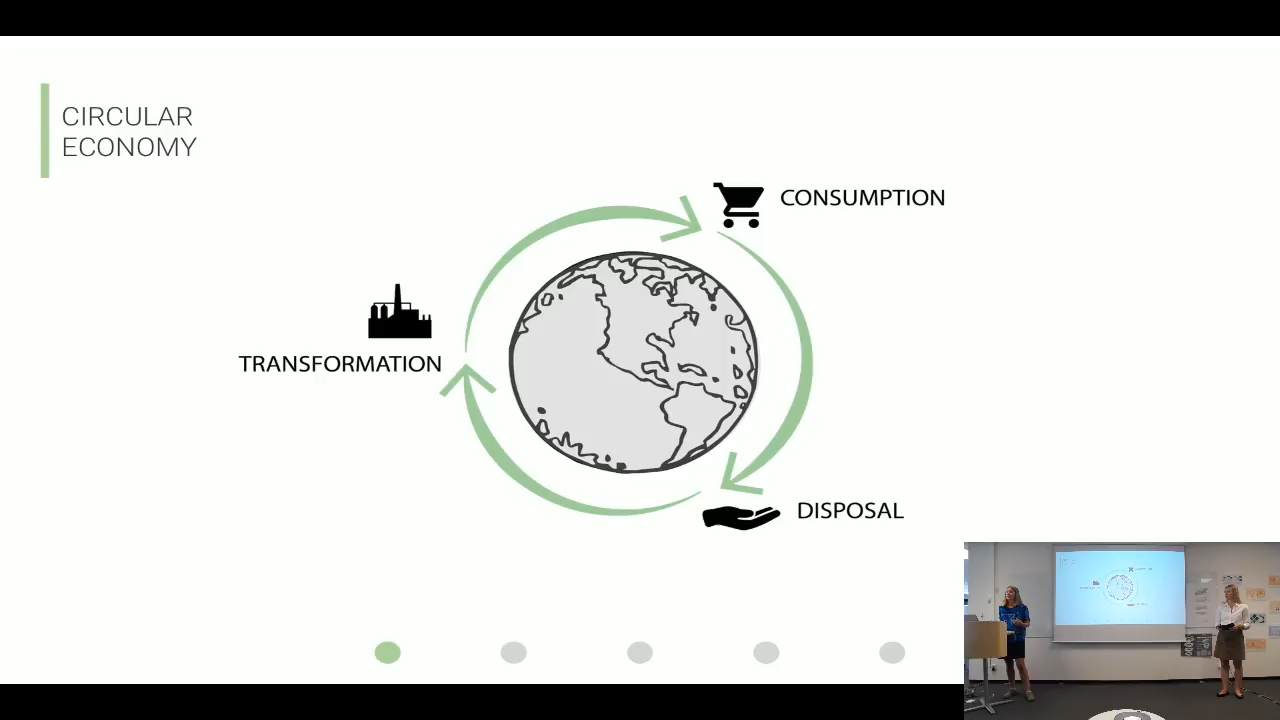 CIRCULAR
ECONOMY
CONSUMPTION
TRANSFORMATION
DISPOSAL